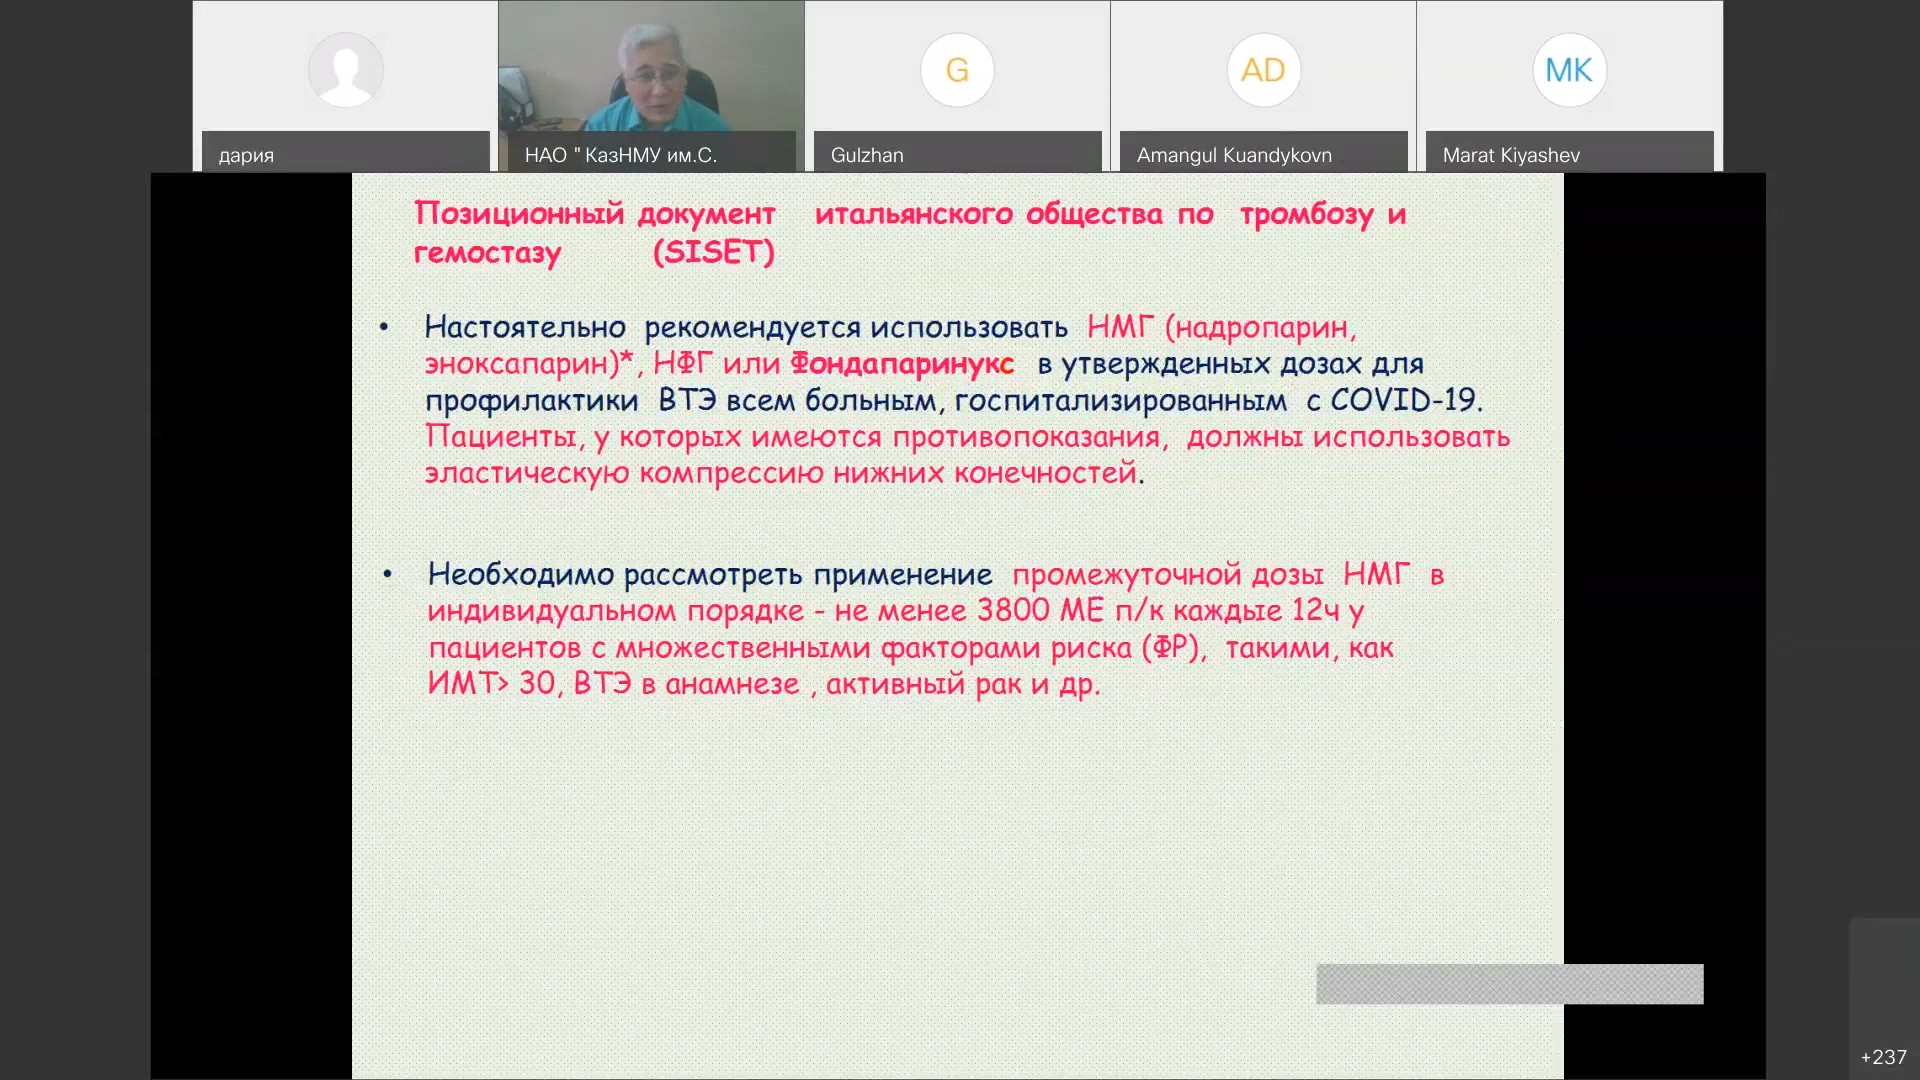 дария
НАО " КазНМУ им.С.
G
Gulzhan
AD
Amangul Kuandykovn
MK
Marat Kiyashev
Позиционный документ итальянского общества по тромбозу и
гемостазу (SISET)
• Настоятельно рекомендуется использовать НМГ (надропарин,
эноксапарин)*, НФГ или Фондапаринукс в утвержденных дозах для
профилактики ВТЭ всем больным, госпитализированным с COVID-19.
Пациенты, у которых имеются противопоказания, должны использовать
эластическую компрессию нижних конечностей.
• Необходимо рассмотреть применение промежуточной дозы НМГ в
индивидуальном порядке - не менее 3800 МЕ п/к каждые 12ч у
пациентов с множественными факторами риска (ФР), такими, как
ИМТ> 30, ВТЭ в анамнезе , активный рак и др.
+237